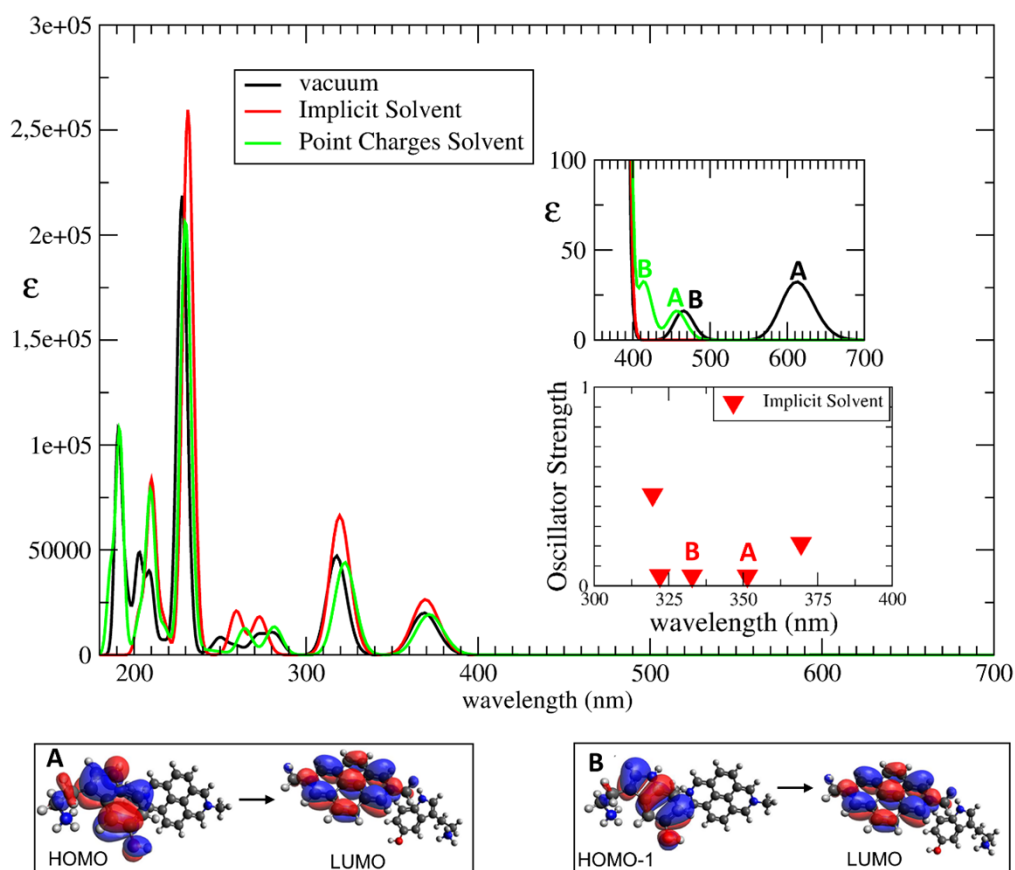 3e+05
2,5e+05
2e+05
1,5e+05
1e+05
50000
0
ε
200 300 400 500 600 700
wavelength (nm)
vacuum
Implicit Solvent
Point Charges Solvent
100
50
0
ε
400 500 600 700
B
A
B
A
1
0
Oscillator Strength
300 325 350 375 400
wavelength (nm)
Implicit Solvent
B
A
A
HOMO
LUMO
B
HOMO-1
LUMO